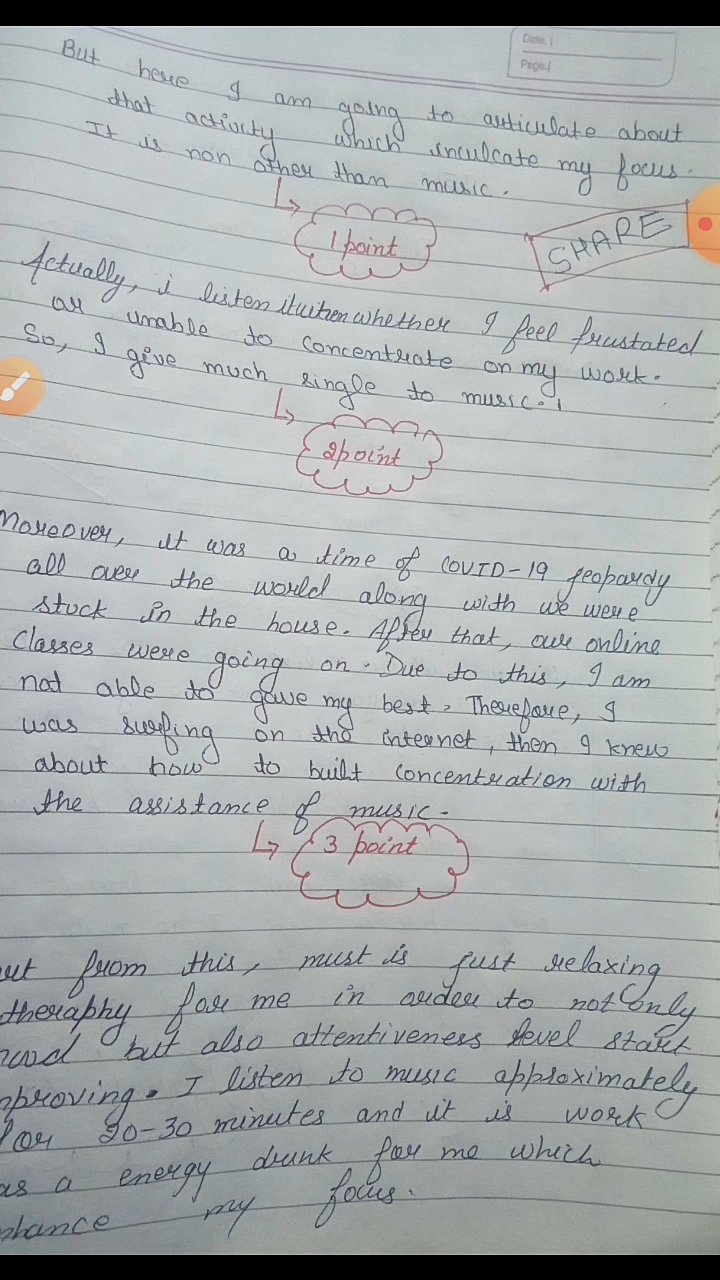 Date.
Page.
But here I am going to articulate about
that activity which inculcate my focus.
It is non other than music.
1 point
SHARE
Actually, i listen it when whether I feel frustated
or unable to concentrate on my work.
So, I give much single to music.
2 point
Moreover, it was a time of COVID-19 jeopardy
all over the world along with we were
stuck in the house. After that, our online
classes were going on. Due to this, I am
not able to gave my best. Therefore, I
was surfing on the internet, then I knew
about how to built concentration with
the assistance of music.
3 point
from this, must is just relaxing
theraphy for me in order to not only
but also attentiveness level start
proving. I listen to music approximately
for 20-30 minutes and it is work
as a energy drunk for me which
hance my focus.